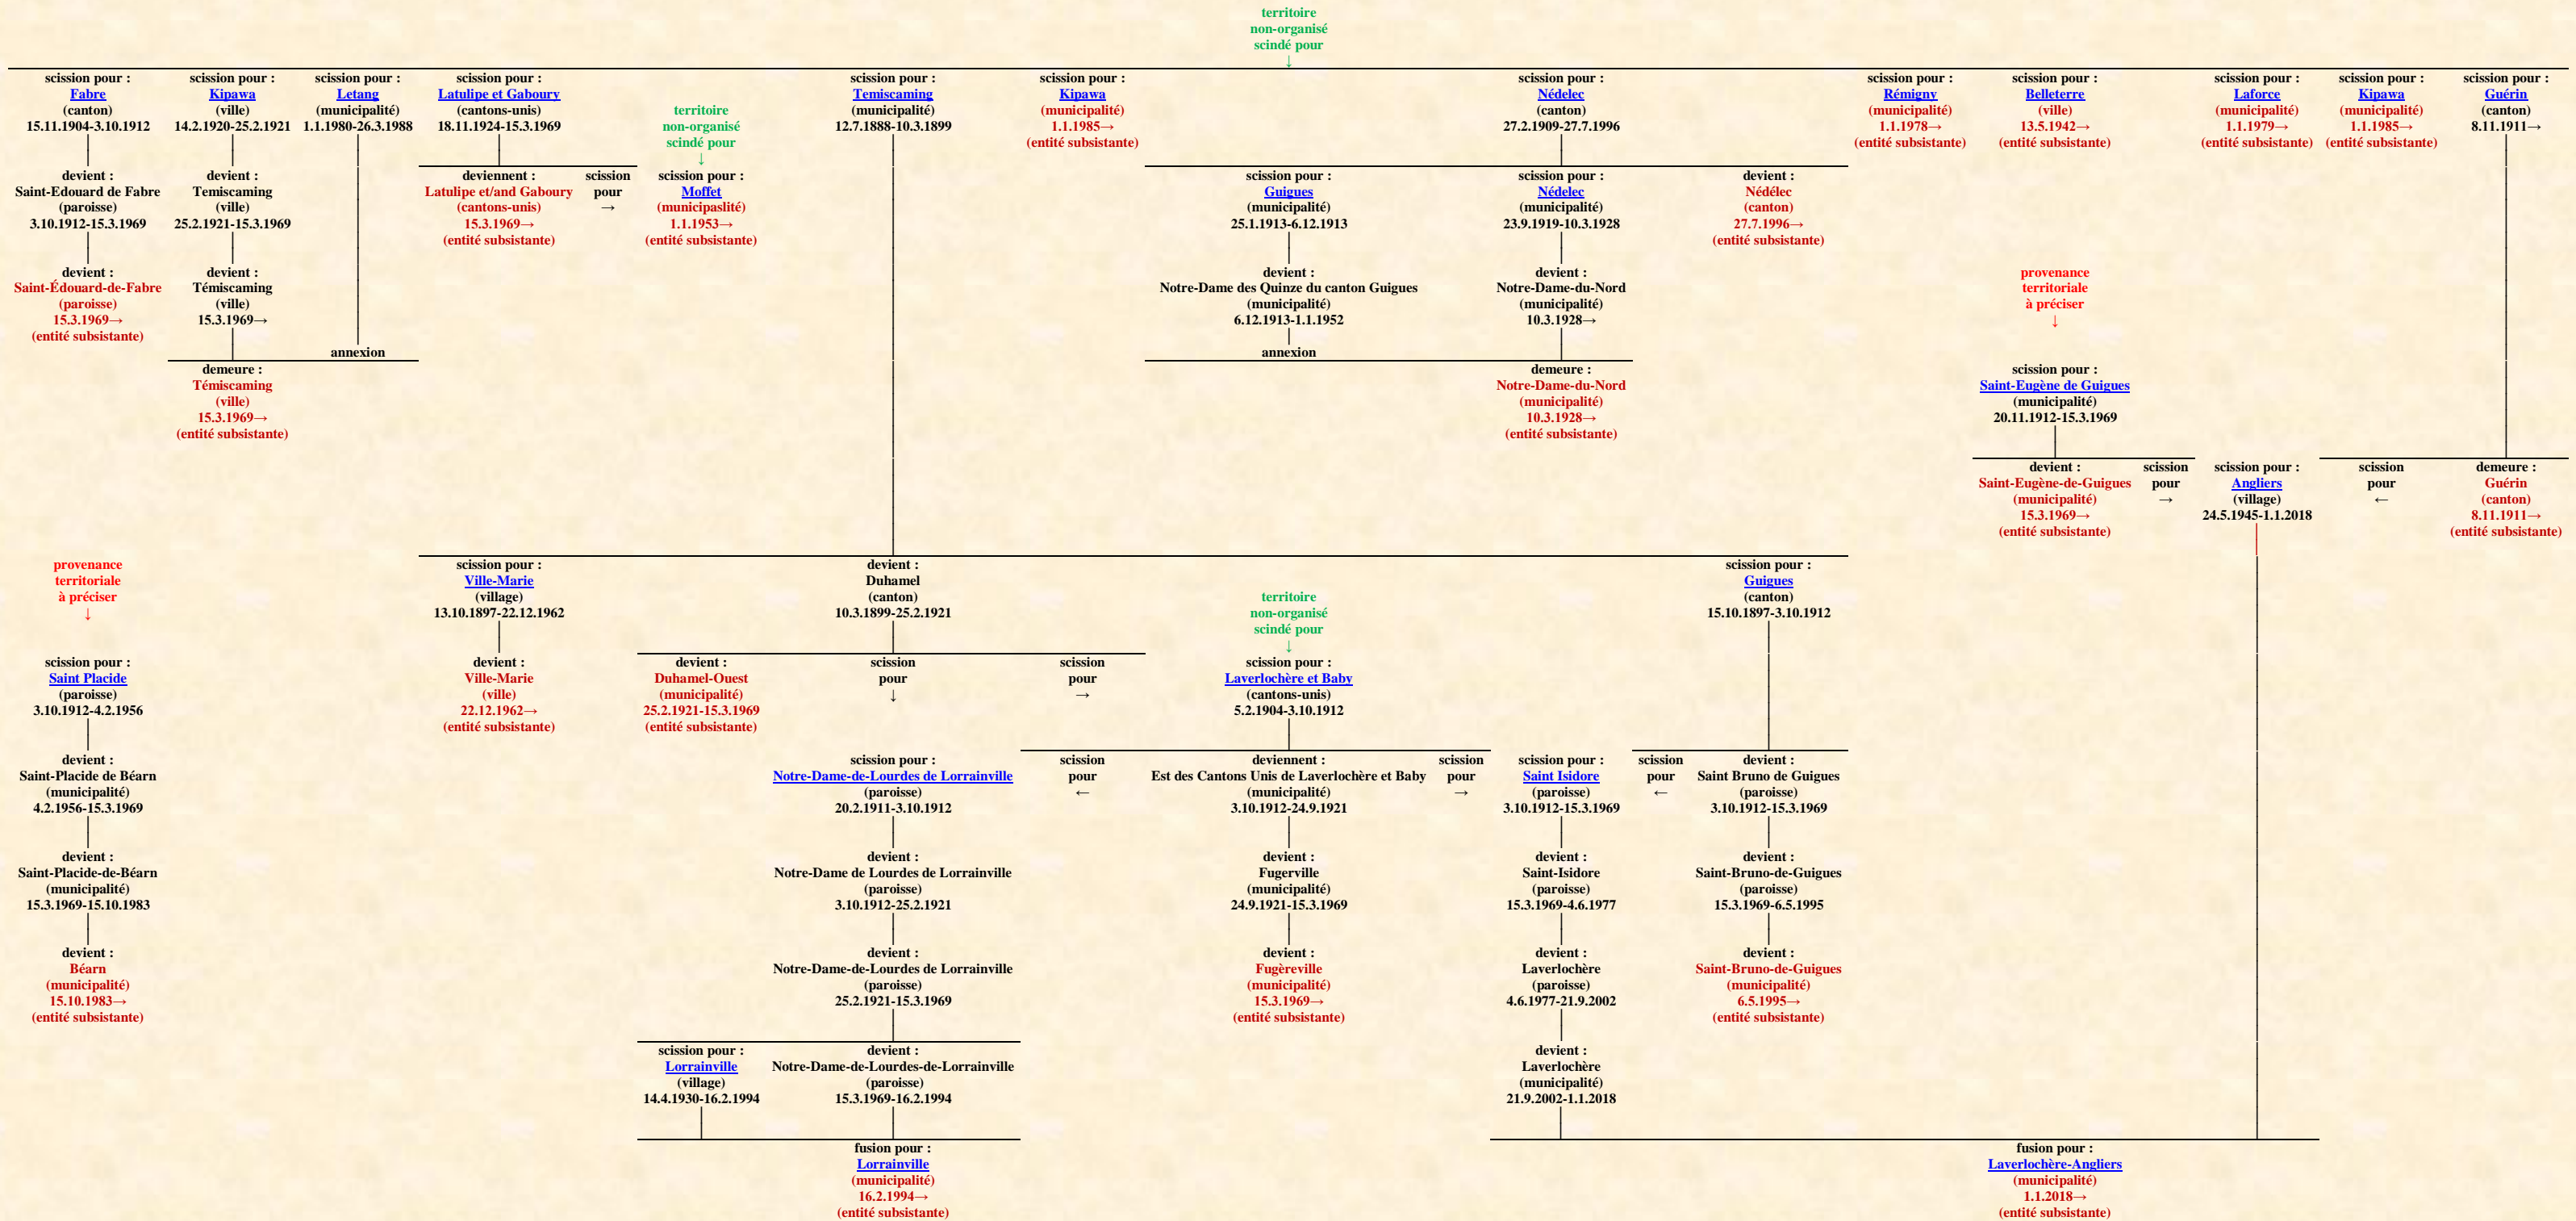 territoire
non-organisé
scindé pour
↓
scission pour :
Fabre
(canton)
15.11.1904-3.10.1912
scission pour :
Kipawa
(ville)
14.2.1920-25.2.1921
scission pour :
Letang
(municipalité)
1.1.1980-26.3.1988
scission pour :
Latulipe et Gaboury
(cantons-unis)
18.11.1924-15.3.1969
territoire
non-organisé
scindé pour
↓
scission pour :
Temiscaming
(municipalité)
12.7.1888-10.3.1899
scission pour :
Kipawa
(municipalité)
1.1.1985→
(entité subsistante)
scission pour :
Nédelec
(canton)
27.2.1909-27.7.1996
scission pour :
Rémigny
(municipalité)
1.1.1978→
(entité subsistante)
scission pour :
Belleterre
(ville)
13.5.1942→
(entité subsistante)
scission pour :
Laforce
(municipalité)
1.1.1979→
(entité subsistante)
scission pour :
Kipawa
(municipalité)
1.1.1985→
(entité subsistante)
scission pour :
Guérin
(canton)
8.11.1911→
devient :
Saint-Edouard de Fabre
(paroisse)
3.10.1912-15.3.1969
devient :
Temiscaming
(ville)
25.2.1921-15.3.1969
deviennent :
Latulipe et/and Gaboury
(cantons-unis)
15.3.1969→
(entité subsistante)
scission
pour
→
scission pour :
Moffet
(municipaslité)
1.1.1953→
(entité subsistante)
scission pour :
Guigues
(municipalité)
25.1.1913-6.12.1913
scission pour :
Nédelec
(municipalité)
23.9.1919-10.3.1928
devient :
Nédélec
(canton)
27.7.1996→
(entité subsistante)
devient :
Saint-Édouard-de-Fabre
(paroisse)
15.3.1969→
(entité subsistante)
devient :
Témiscaming
(ville)
15.3.1969→
annexion
devient :
Notre-Dame des Quinze du canton Guigues
(municipalité)
6.12.1913-1.1.1952
annexion
devient :
Notre-Dame-du-Nord
(municipalité)
10.3.1928→
provenance
territoriale
à préciser
↓
demeure :
Témiscaming
(ville)
15.3.1969→
(entité subsistante)
demeure :
Notre-Dame-du-Nord
(municipalité)
10.3.1928→
(entité subsistante)
scission pour :
Saint-Eugène de Guigues
(municipalité)
20.11.1912-15.3.1969
devient :
Saint-Eugène-de-Guigues
(municipalité)
15.3.1969→
(entité subsistante)
scission
pour
→
scission pour :
Angliers
(village)
24.5.1945-1.1.2018
scission
pour
←
demeure :
Guérin
(canton)
8.11.1911→
(entité subsistante)
provenance
territoriale
à préciser
↓
scission pour :
Ville-Marie
(village)
13.10.1897-22.12.1962
devient :
Duhamel
(canton)
10.3.1899-25.2.1921
territoire
non-organisé
scindé pour
↓
scission pour :
Guigues
(canton)
15.10.1897-3.10.1912
scission pour :
Saint Placide
(paroisse)
3.10.1912-4.2.1956
devient :
Ville-Marie
(ville)
22.12.1962→
(entité subsistante)
devient :
Duhamel-Ouest
(municipalité)
25.2.1921-15.3.1969
(entité subsistante)
scission
pour
↓
scission
pour
→
scission pour :
Laverlochère et Baby
(cantons-unis)
5.2.1904-3.10.1912
devient :
Saint-Placide de Béarn
(municipalité)
4.2.1956-15.3.1969
scission pour :
Notre-Dame-de-Lourdes de Lorrainville
(paroisse)
20.2.1911-3.10.1912
scission
pour
←
deviennent :
Est des Cantons Unis de Laverlochère et Baby
(municipalité)
3.10.1912-24.9.1921
scission
pour
→
scission pour :
Saint Isidore
(paroisse)
3.10.1912-15.3.1969
scission
pour
←
devient :
Saint Bruno de Guigues
(paroisse)
3.10.1912-15.3.1969
devient :
Saint-Placide-de-Béarn
(municipalité)
15.3.1969-15.10.1983
devient :
Notre-Dame de Lourdes de Lorrainville
(paroisse)
3.10.1912-25.2.1921
devient :
Fugerville
(municipalité)
24.9.1921-15.3.1969
devient :
Saint-Isidore
(paroisse)
15.3.1969-4.6.1977
devient :
Saint-Bruno-de-Guigues
(paroisse)
15.3.1969-6.5.1995
devient :
Béarn
(municipalité)
15.10.1983→
(entité subsistante)
devient :
Notre-Dame-de-Lourdes de Lorrainville
(paroisse)
25.2.1921-15.3.1969
devient :
Fugèreville
(municipalité)
15.3.1969→
(entité subsistante)
devient :
Laverlochère
(paroisse)
4.6.1977-21.9.2002
devient :
Saint-Bruno-de-Guigues
(municipalité)
6.5.1995→
(entité subsistante)
scission pour :
Lorrainville
(village)
14.4.1930-16.2.1994
devient :
Notre-Dame-de-Lourdes-de-Lorrainville
(paroisse)
15.3.1969-16.2.1994
devient :
Laverlochère
(municipalité)
21.9.2002-1.1.2018
fusion pour :
Lorrainville
(municipalité)
16.2.1994→
(entité subsistante)
fusion pour :
Laverlochère-Angliers
(municipalité)
1.1.2018→
(entité subsistante)